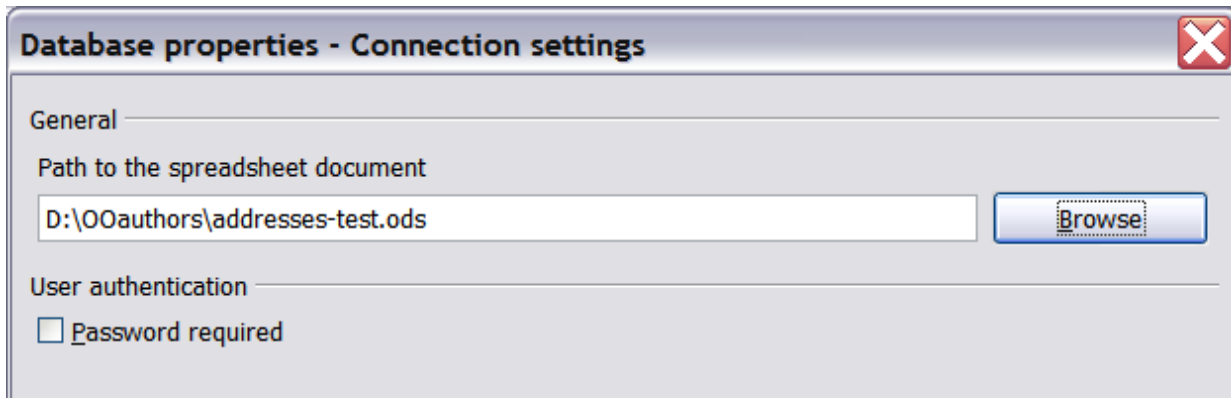 Database properties - Connection settings
General
Path to the spreadsheet document
D:\OOauthors\addresses-test.ods
Browse
User authentication
Password required